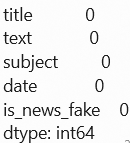 title 0
text 0
subject 0
date 0
is_news_fake 0
dtype: int64